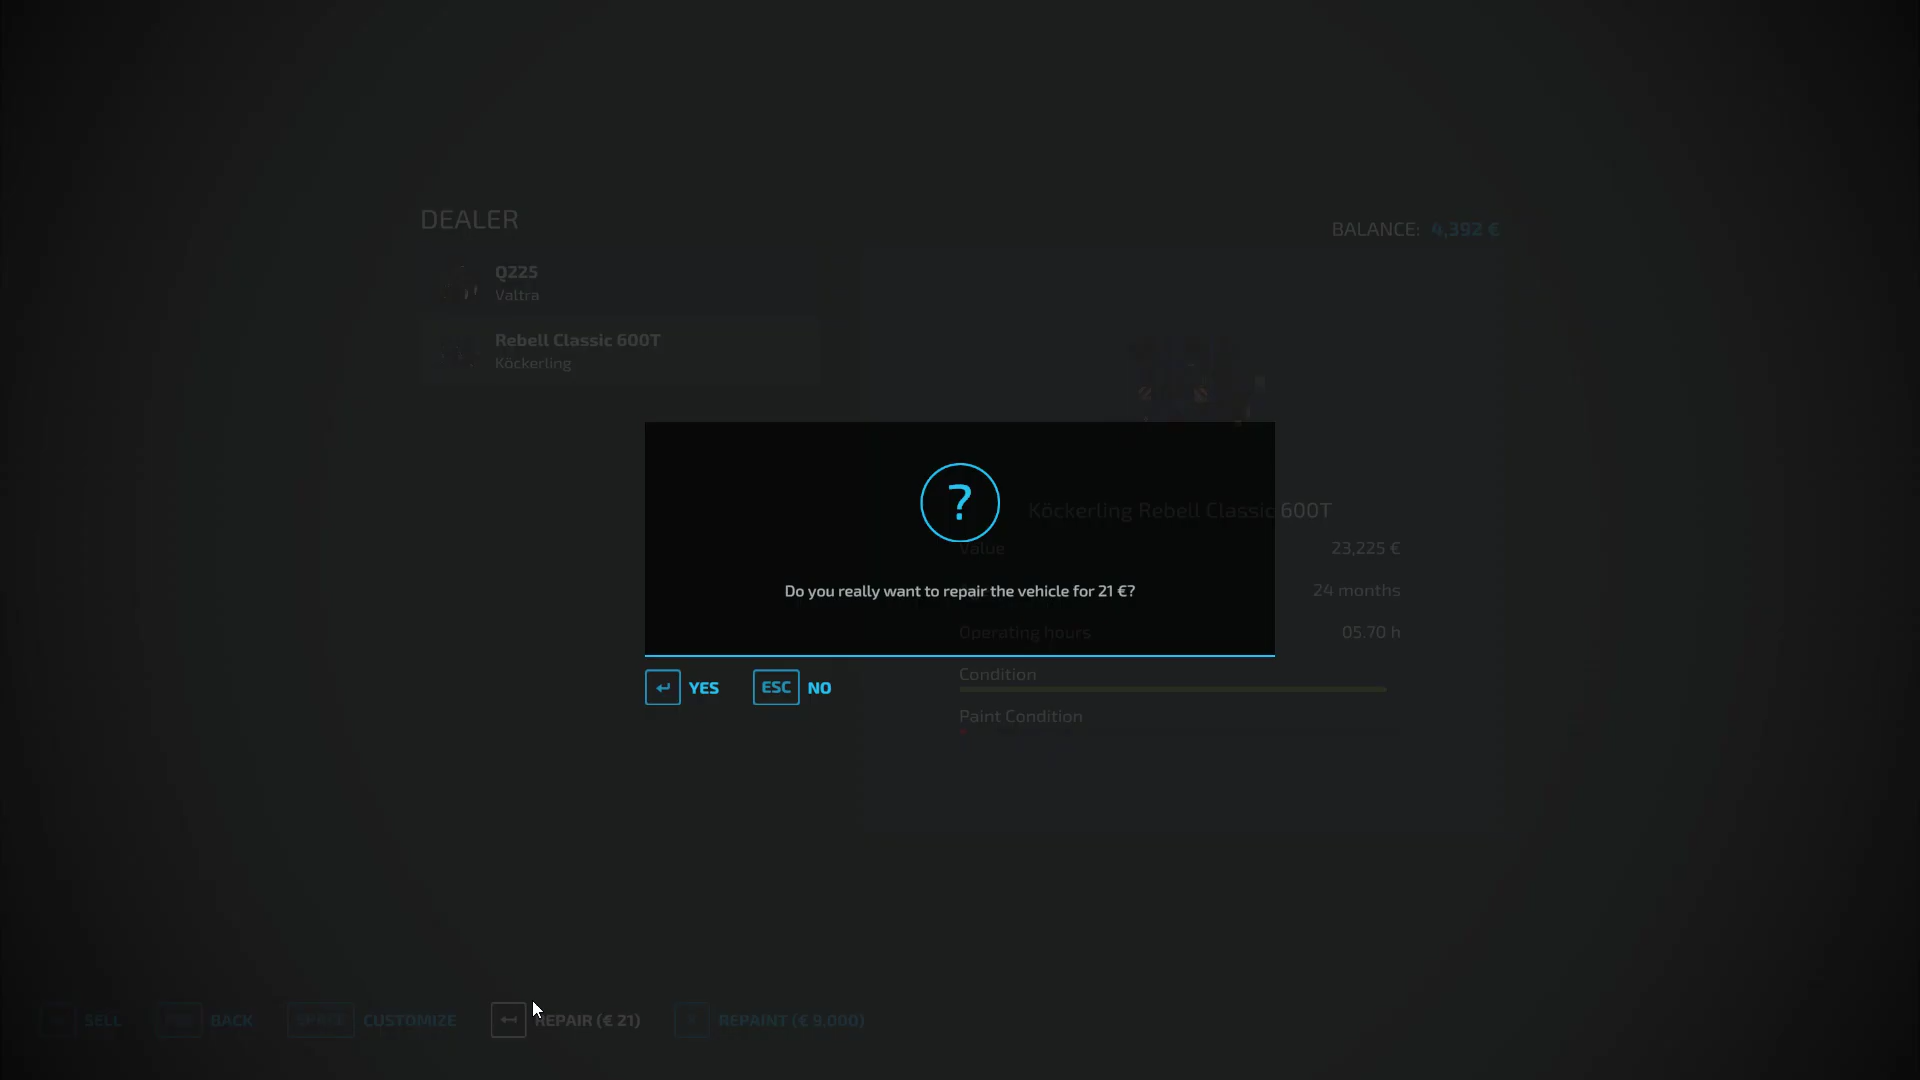 DEALER
BALANCE: 4,392 €
Q225
Valtra
Rebell Classic 600T
Köckerling
?
Köckerling Rebell Classic 600T
Value 23,225 €
Do you really want to repair the vehicle for 21 €?
24 months
Operating hours 05.70 h
Condition
↵ YES ESC NO
Paint Condition
SELL BACK SPACE CUSTOMIZE REPAIR (€ 21) REPAINT (€ 9,000)